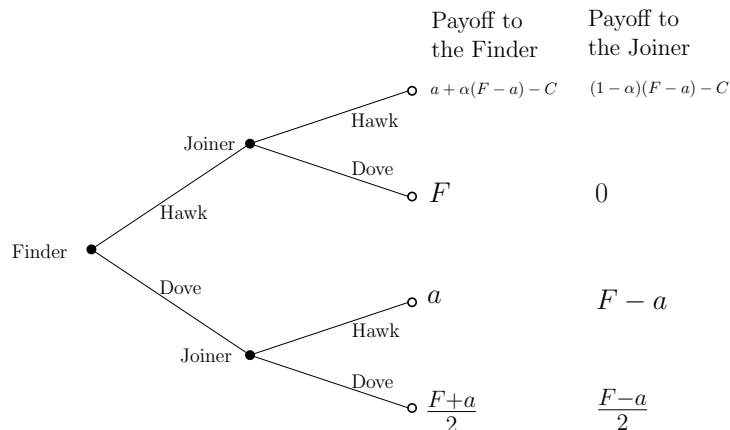 Payoff to the Finder
Payoff to the Joiner
a + α(F − a) − C
(1 − α)(F − a) − C
Hawk
Joiner
Dove
F
0
Hawk
Finder
Dove
a
F − a
Hawk
Joiner
Dove
F+a/2
F−a/2